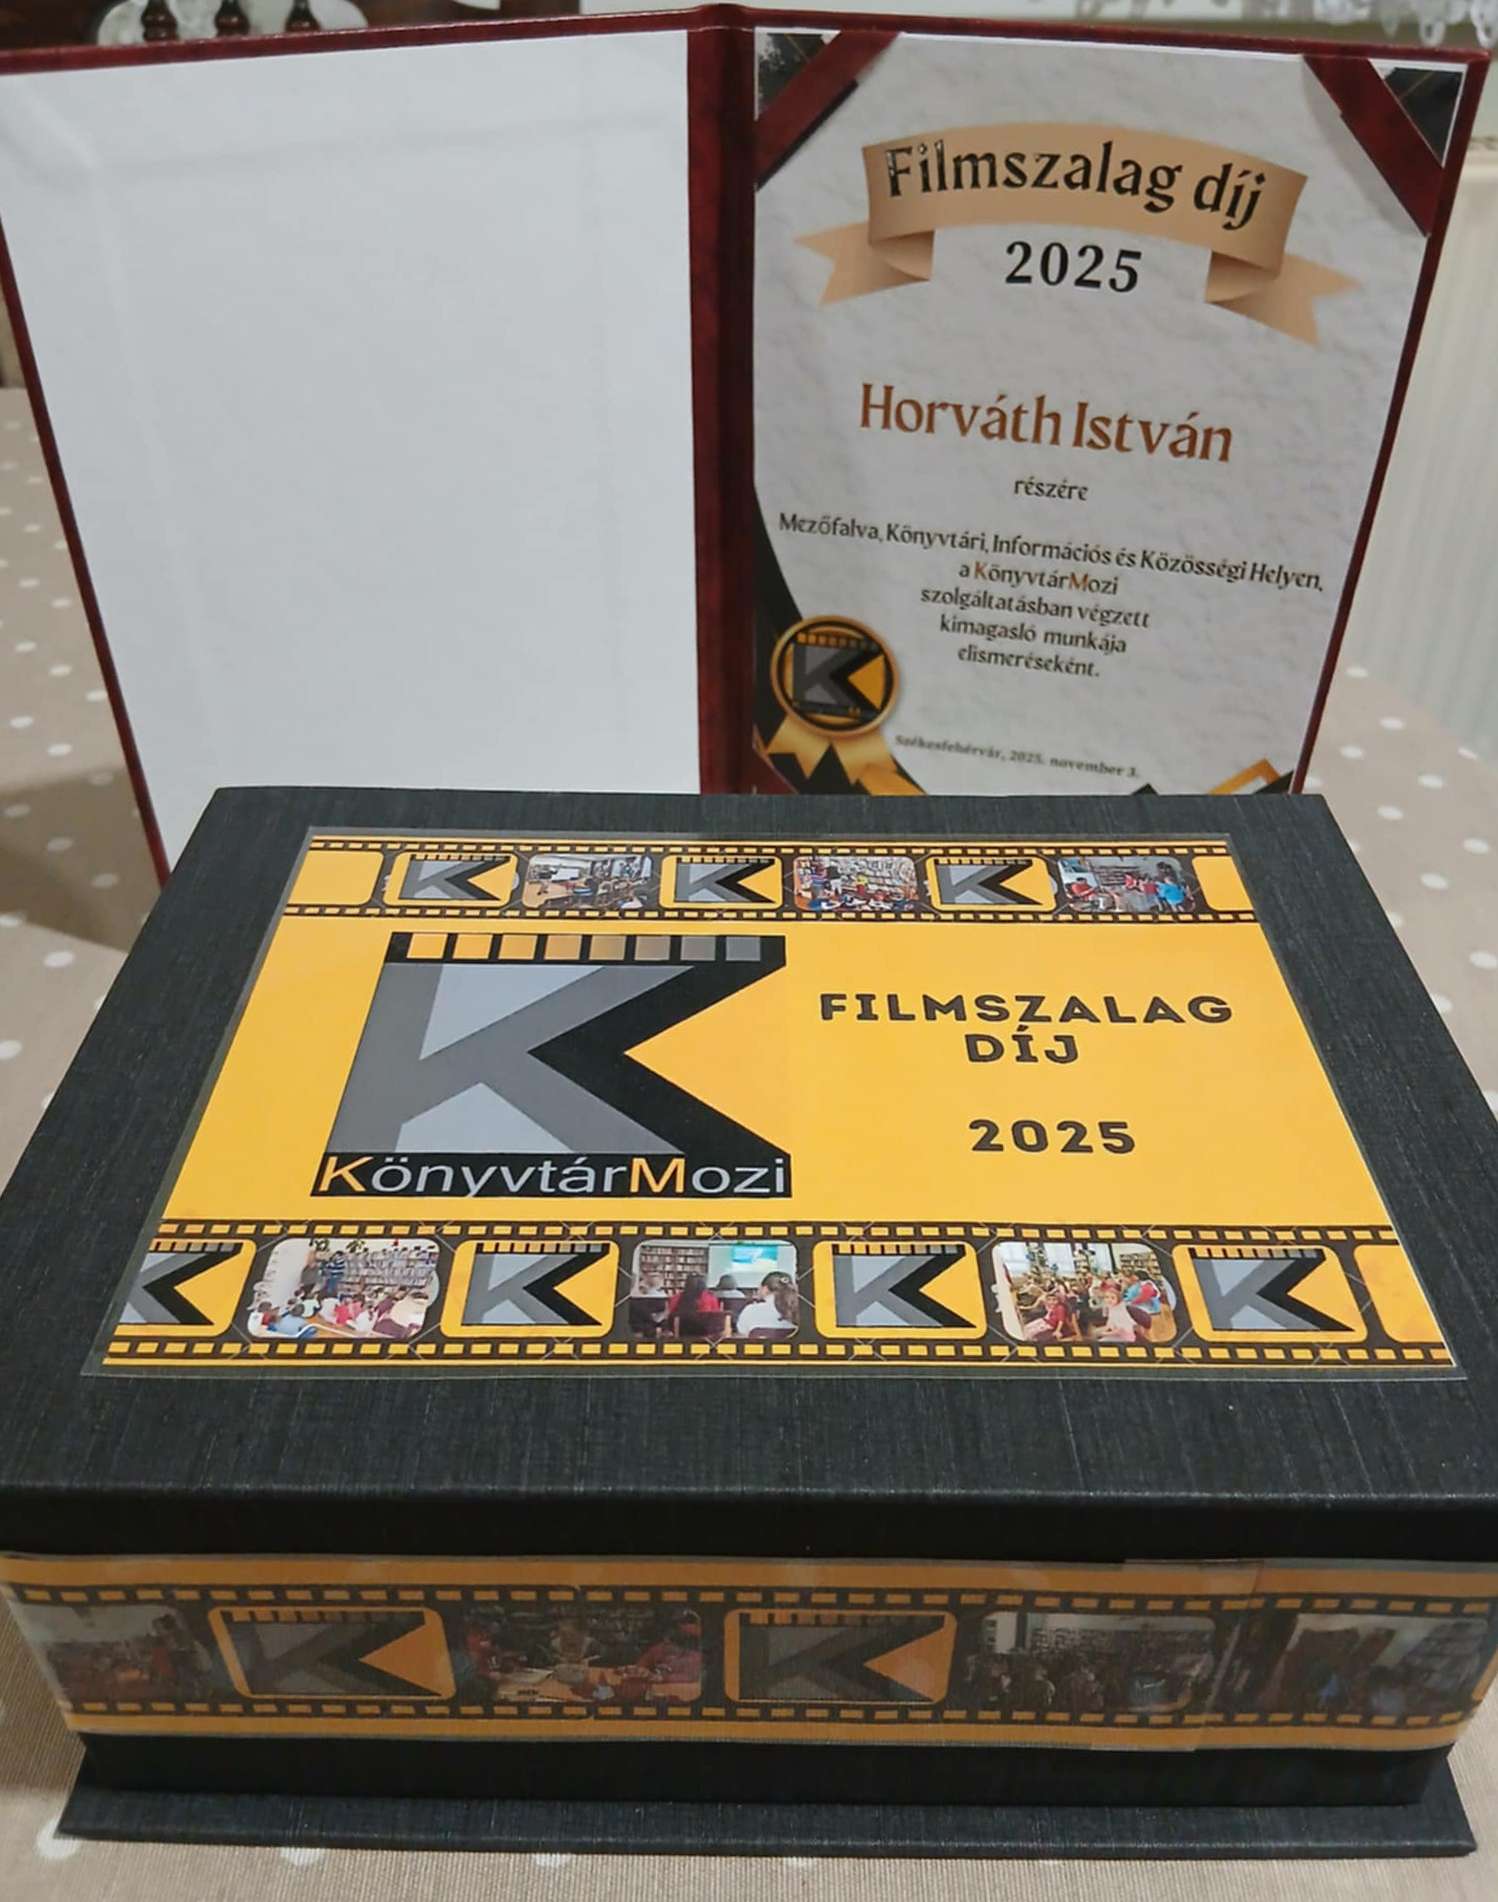 Filmszalag díj
2025
Horváth István
részére
Mezőfalva, Könyvtári, Információs és Közösségi Helyen,
a KönyvtárMozi
szolgáltatásban végzett
kimagasló munkája
elismeréseként.
Székesfehérvár, 2025. november 3.
FILMSZALAG
DÍJ
2025
KönyvtárMozi